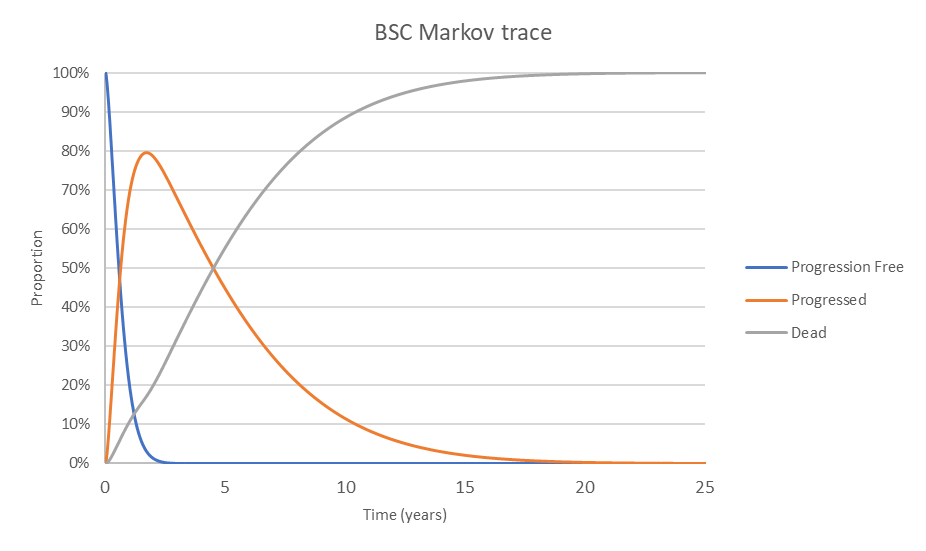 BSC Markov trace
100%
90%
80%
70%
60%
50%
40%
30%
20%
10%
0%
Proportion
0 5 10 15 20 25
Time (years)
Progression Free
Progressed
Dead